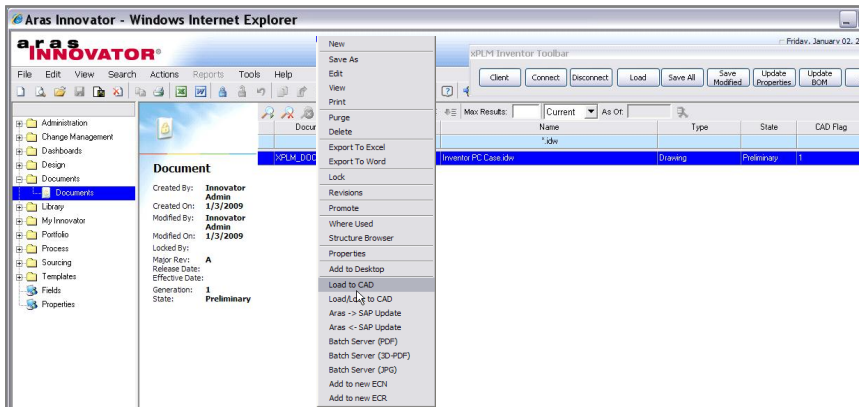 Aras Innovator - Windows Internet Explorer
aras
INNOVATOR®
Friday, January 02, 2
File Edit View Search Actions Reports Tools Help
xPLM Inventor Toolbar
Client Connect Disconnect Load Save All Save Modified Update Properties Update BOM
Max Results: Current As Of:
Administration
Change Management
Dashboards
Design
Documents
Documents
Library
My Innovator
Portfolio
Process
Sourcing
Templates
Fields
Properties
Document
Created By: Innovator Admin
Created On: 1/3/2009
Modified By: Innovator Admin
Modified On: 1/3/2009
Locked By:
Major Rev: A
Release Date:
Effective Date:
Generation: 1
State: Preliminary
Docur
XPLM_DOC
New
Save As
Edit
View
Print
Purge
Delete
Export To Excel
Export To Word
Lock
Revisions
Promote
Where Used
Structure Browser
Properties
Add to Desktop
Load to CAD
Load/Lock to CAD
Aras -> SAP Update
Aras <- SAP Update
Batch Server (PDF)
Batch Server (3D-PDF)
Batch Server (JPG)
Add to new ECN
Add to new ECR
Name Type State CAD Flag
*.idw
Inventor PC Case.idw Drawing Preliminary 1